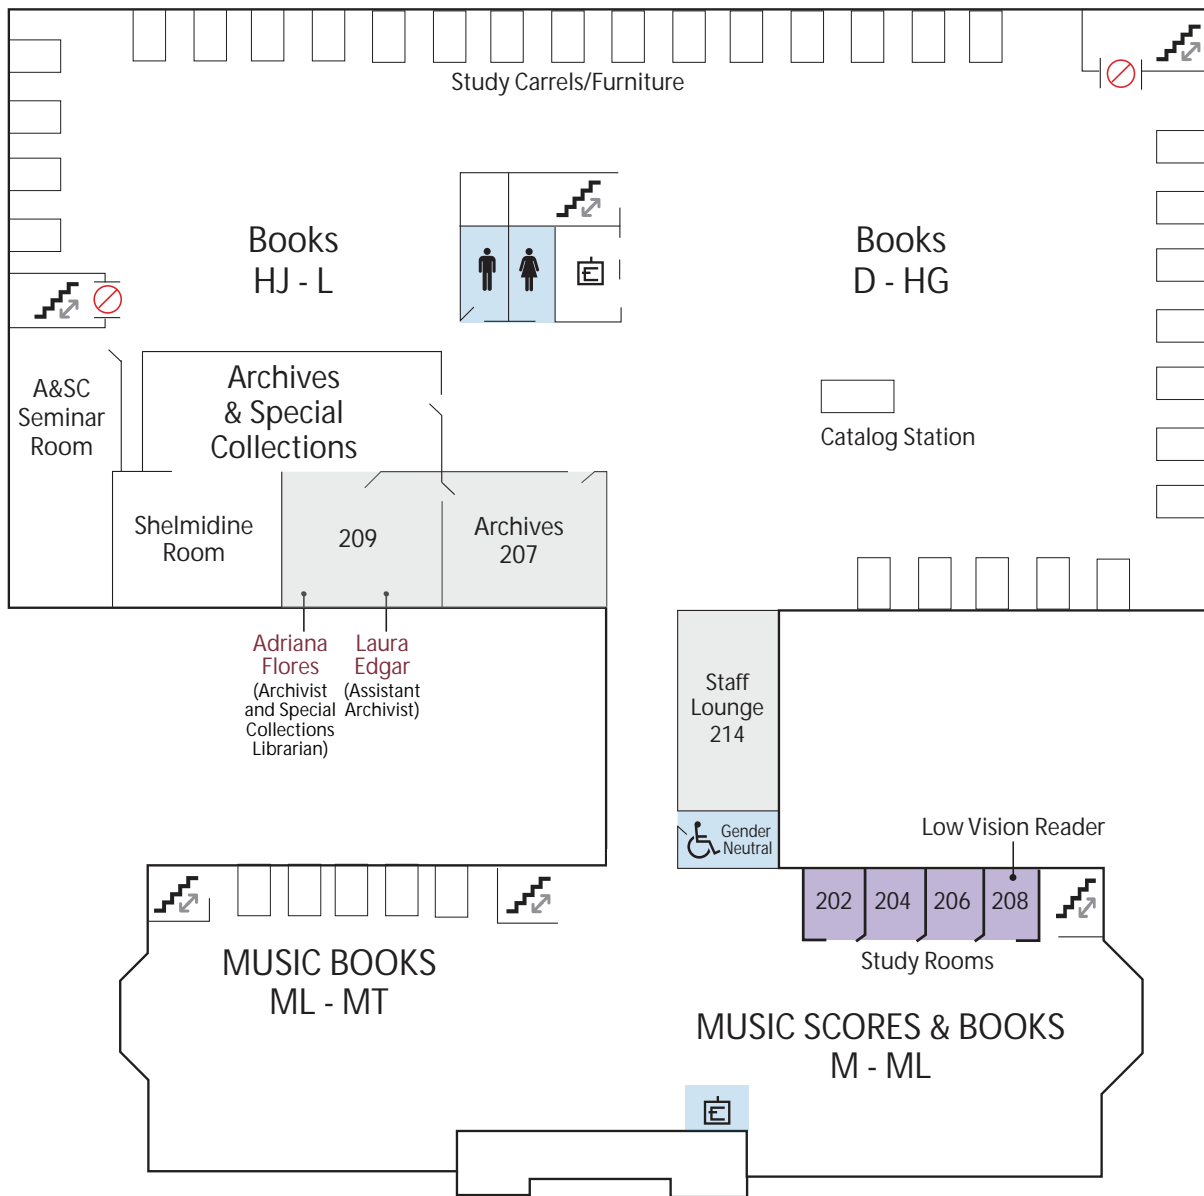 Study Carrels/Furniture
Books
HJ - L
Books
D - HG
E
A&SC
Seminar
Room
Archives
& Special
Collections
Catalog Station
Shelmidine
Room
209
Archives
207
Adriana
Flores
(Archivist
and Special
Collections
Librarian)
Laura
Edgar
(Assistant
Archivist)
Staff
Lounge
214
Gender
Neutral
Low Vision Reader
202
204
206
208
Study Rooms
MUSIC BOOKS
ML - MT
MUSIC SCORES & BOOKS
M - ML
E